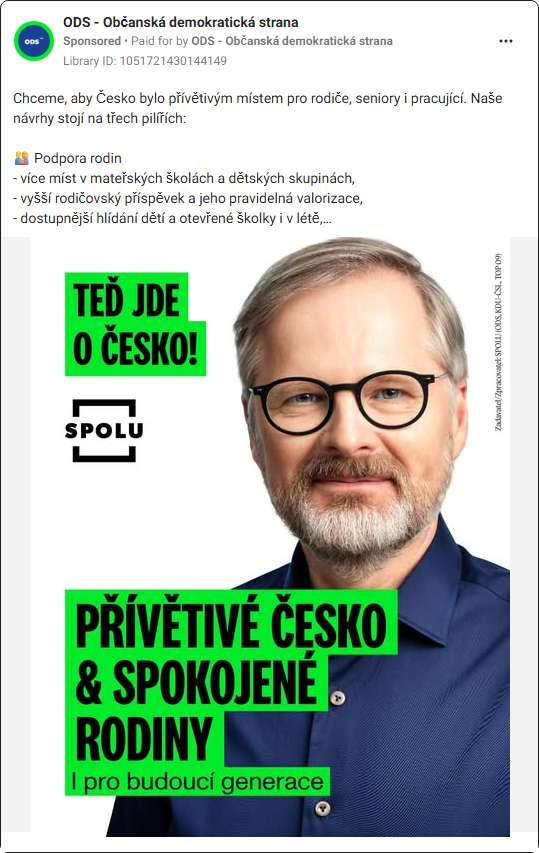 ODS - Občanská demokratická strana
Sponsored • Paid for by ODS - Občanská demokratická strana
Library ID: 1051721430144149
Chceme, aby Česko bylo přívětivým místem pro rodiče, seniory i pracující. Naše
návrhy stojí na třech pilířích:
Podpora rodin
- více míst v mateřských školách a dětských skupinách,
- vyšší rodičovský příspěvek a jeho pravidelná valorizace,
- dostupnější hlídání dětí a otevřené školky i v létě,...
TEĎ JDE
O ČESKO!
SPOLU
Zadavatel/Zpracovatel: SPOLU (ODS, KDU-ČSL, TOP 09)
PŘÍVĚTIVÉ ČESKO
& SPOKOJENÉ
RODINY
I pro budoucí generace
ODS